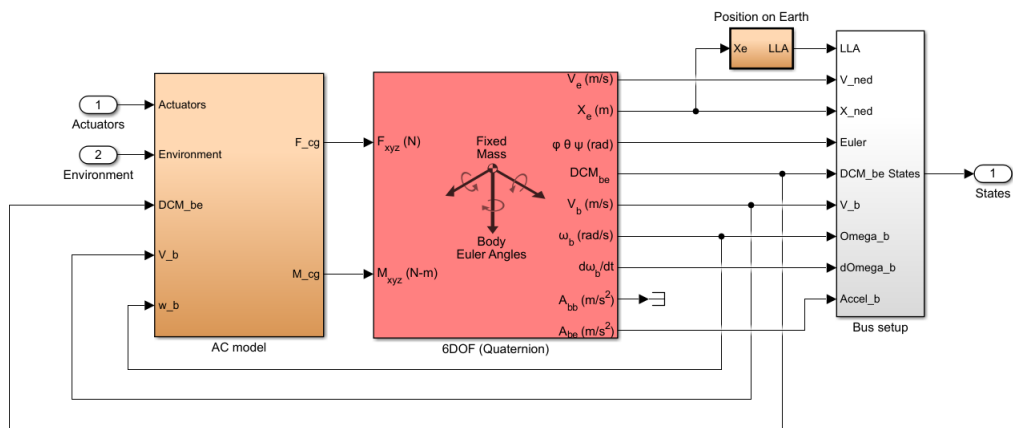 Position on Earth
Xe LLA
LLA
V_ned
X_ned
Euler
DCM_be States
V_b
Omega_b
dOmega_b
Accel_b
Bus setup
1
States
1
Actuators
2
Environment
Actuators
Environment
DCM_be
V_b
w_b
F_cg
M_cg
AC model
F_xyz (N)
M_xyz (N-m)
Fixed
Mass
Body
Euler Angles
V_e (m/s)
X_e (m)
φ θ ψ (rad)
DCM_be
V_b (m/s)
ω_b (rad/s)
dω_b/dt
A_bb (m/s²)
A_be (m/s²)
6DOF (Quaternion)